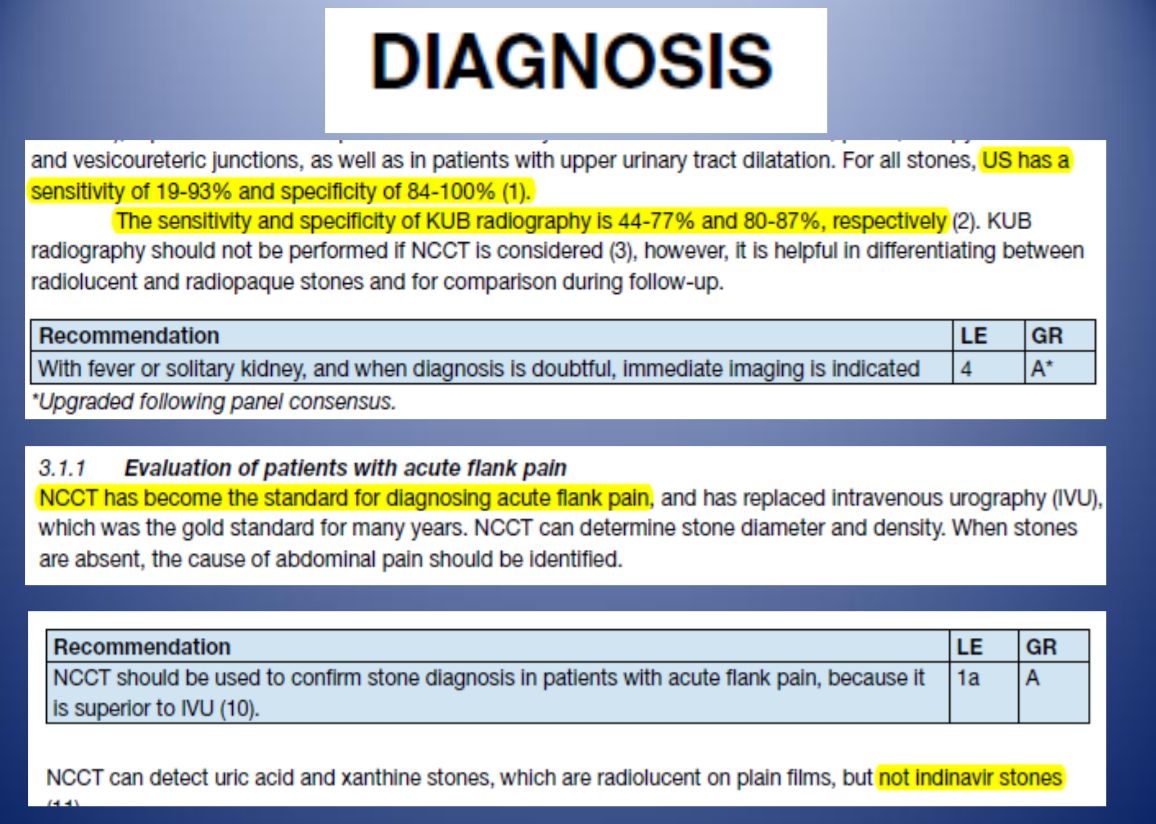 DIAGNOSIS
and vesicoureteric junctions, as well as in patients with upper urinary tract dilatation. For all stones, US has a
sensitivity of 19-93% and specificity of 84-100% (1).
The sensitivity and specificity of KUB radiography is 44-77% and 80-87%, respectively (2). KUB
radiography should not be performed if NCCT is considered (3), however, it is helpful in differentiating between
radiolucent and radiopaque stones and for comparison during follow-up.
Recommendation LE GR
With fever or solitary kidney, and when diagnosis is doubtful, immediate imaging is indicated 4 A*
*Upgraded following panel consensus.
3.1.1 Evaluation of patients with acute flank pain
NCCT has become the standard for diagnosing acute flank pain, and has replaced intravenous urography (IVU),
which was the gold standard for many years. NCCT can determine stone diameter and density. When stones
are absent, the cause of abdominal pain should be identified.
Recommendation LE GR
NCCT should be used to confirm stone diagnosis in patients with acute flank pain, because it 1a A
is superior to IVU (10).
NCCT can detect uric acid and xanthine stones, which are radiolucent on plain films, but not indinavir stones